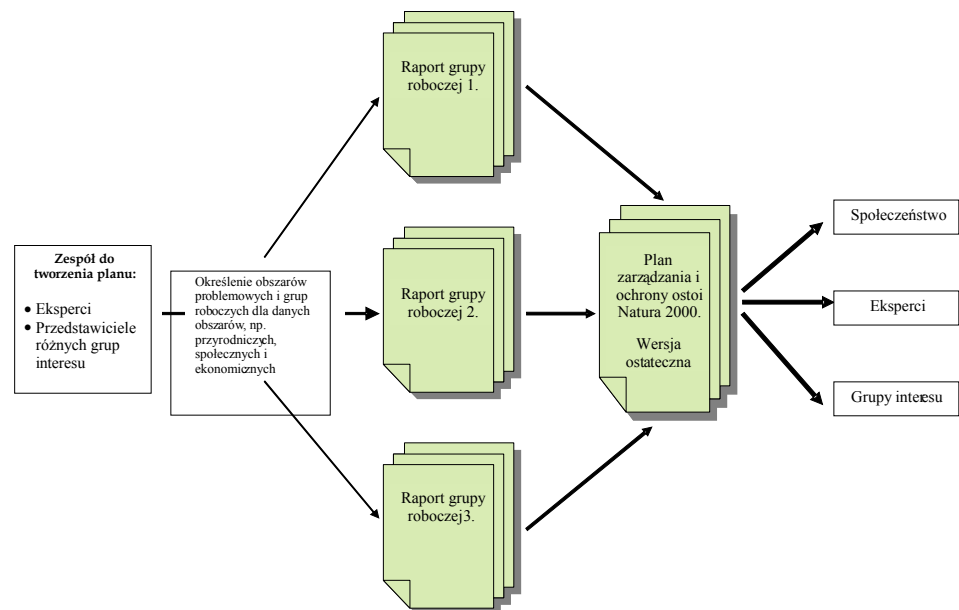 Zespół do
tworzenia planu:
• Eksperci
• Przedstawiciele
różnych grup
interesu
Określenie obszarów
problemowych i grup
roboczych dla danych
obszarów, np.
przyrodniczych,
społecznych i
ekonomicznych
Raport grupy
roboczej 1.
Raport grupy
roboczej 2.
Raport grupy
roboczej3.
Plan
zarządzania i
ochrony ostoi
Natura 2000.
Wersja
ostateczna
Społeczeństwo
Eksperci
Grupy interesu